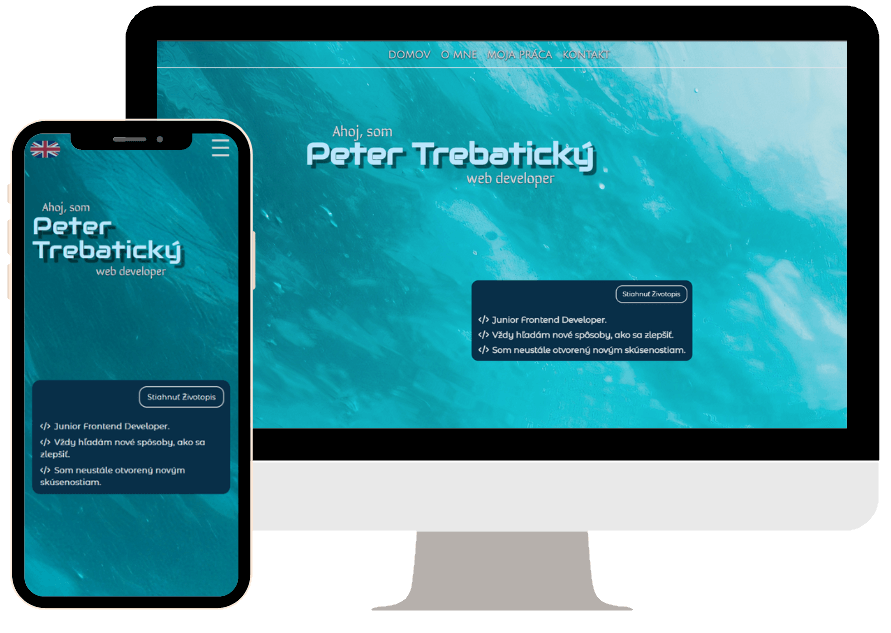 DOMOV O MNE MOJA PRÁCA KONTAKT
Ahoj, som
Peter Trebatický
web developer
Stiahnuť Životopis
</> Junior Frontend Developer.
</> Vždy hľadám nové spôsoby, ako sa zlepšiť.
</> Som neustále otvorený novým skúsenostiam.
Ahoj, som
Peter
Trebatický
web developer
Stiahnuť Životopis
</> Junior Frontend Developer.
</> Vždy hľadám nové spôsoby, ako sa
zlepšiť.
</> Som neustále otvorený novým
skúsenostiam.